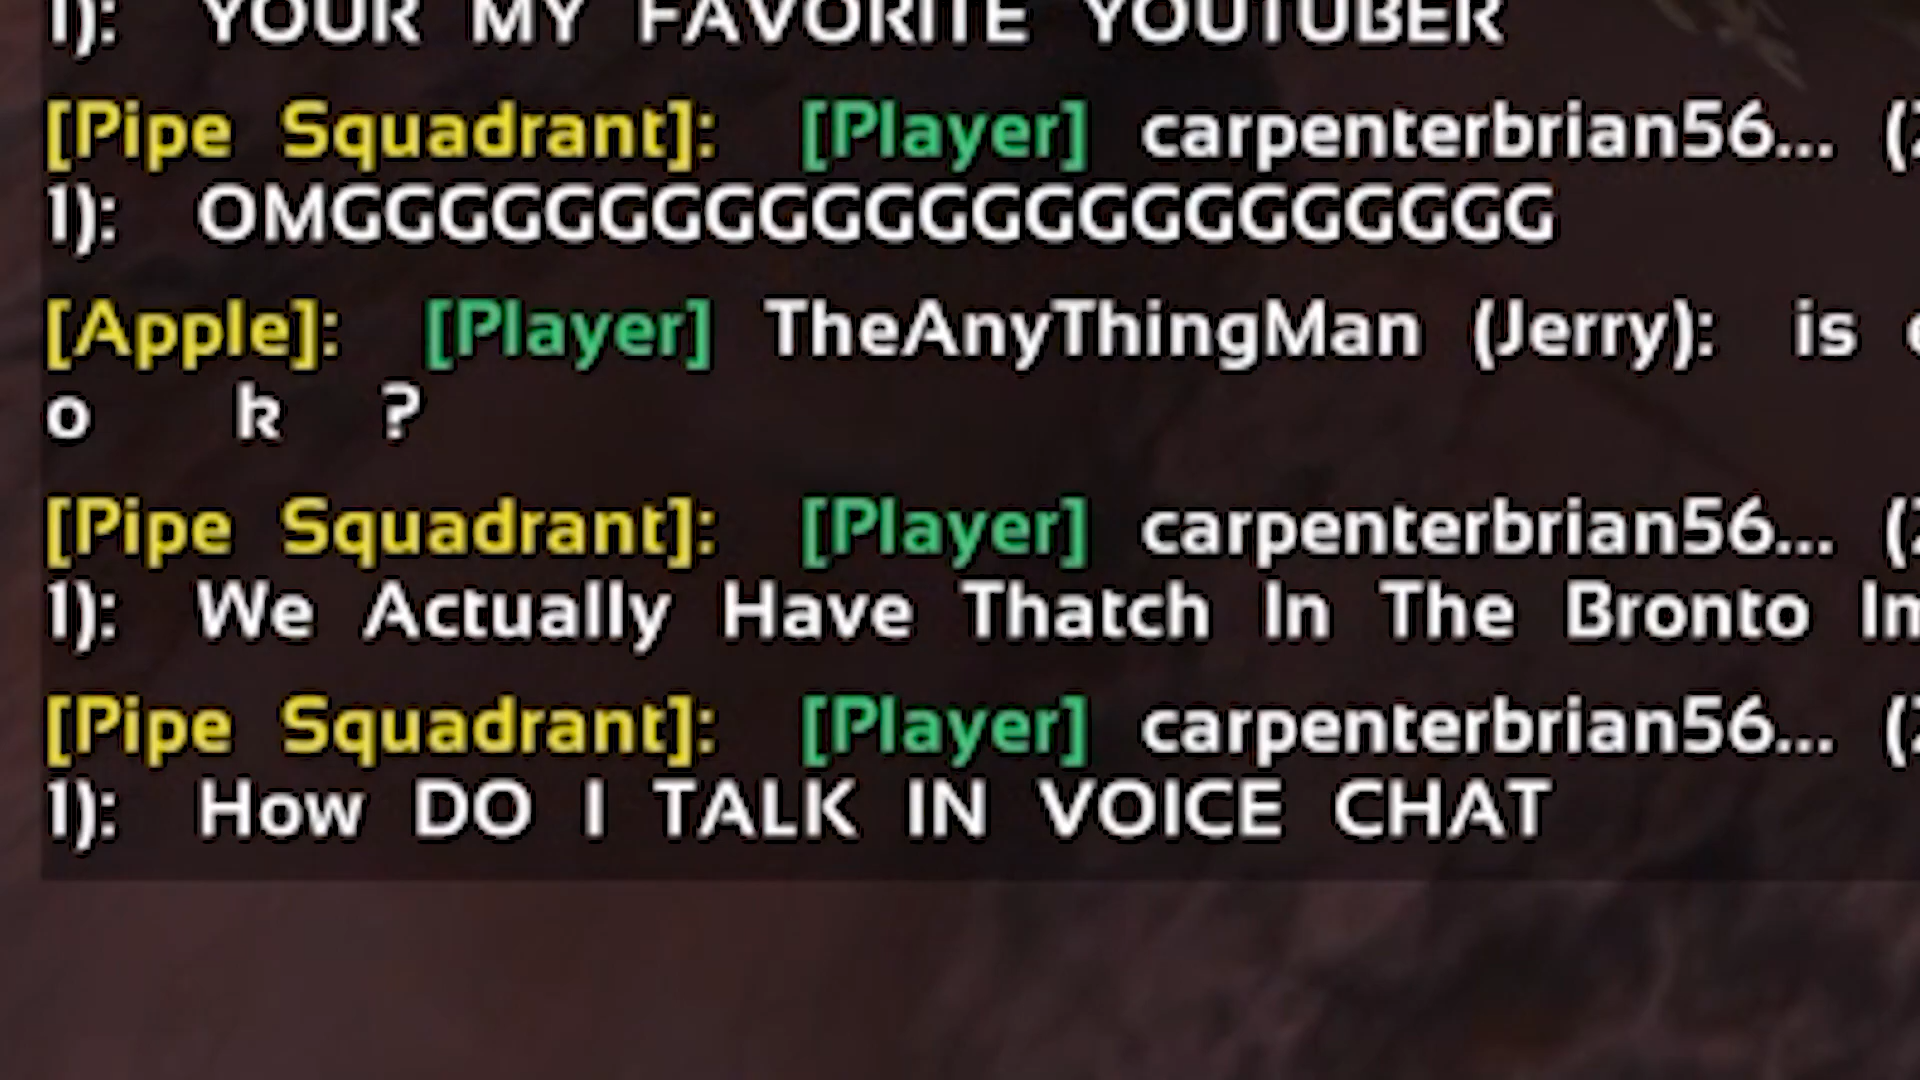 1): YOUR MY FAVORITE YOUTUBER
[Pipe Squadrant]: [Player] carpenterbrian56... (
1): OMGGGGGGGGGGGGGGGGGGGGGGG
[Apple]: [Player] TheAnyThingMan (Jerry): is
o k ?
[Pipe Squadrant]: [Player] carpenterbrian56... (
1): We Actually Have Thatch In The Bronto
[Pipe Squadrant]: [Player] carpenterbrian56... (
1): How DO I TALK IN VOICE CHAT